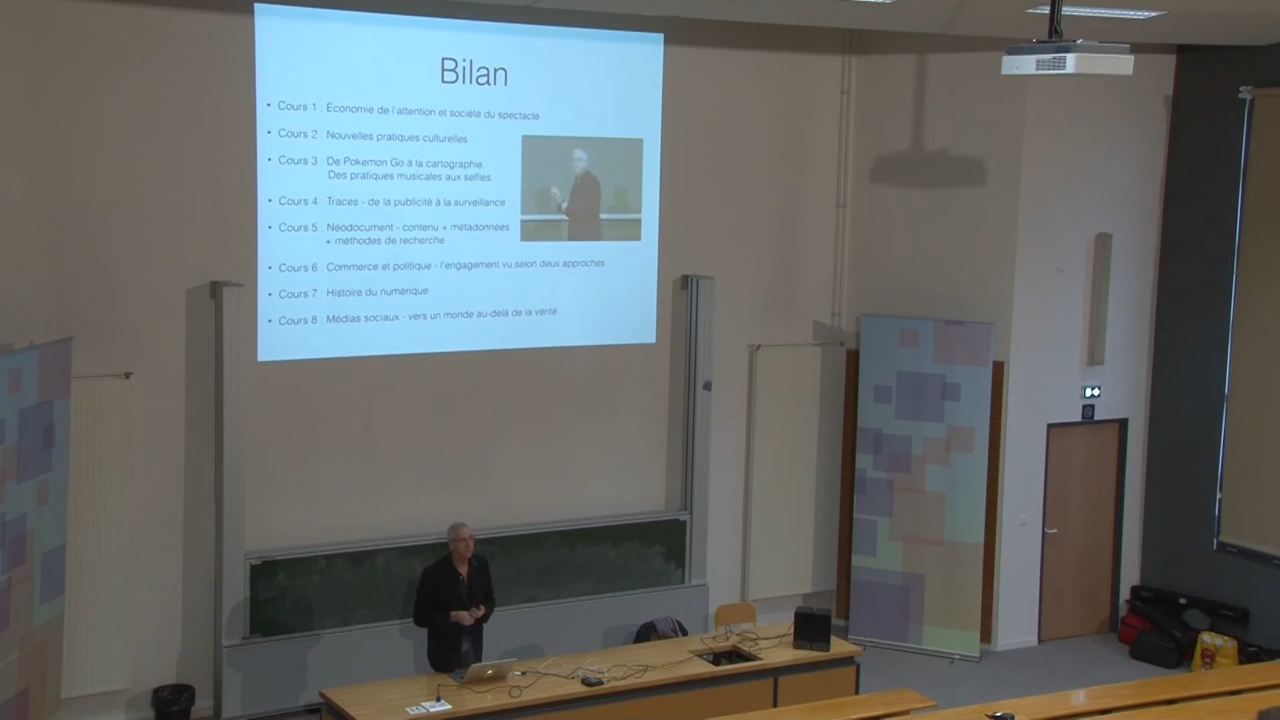 Bilan
• Cours 1 : Économie de l'attention et société du spectacle
• Cours 2 : Nouvelles pratiques culturelles
• Cours 3 : De Pokemon Go à la cartographie
Des pratiques musicales aux selfies
• Cours 4 : Traces - de la publicité à la surveillance
• Cours 5 : Néodocument - contenu + métadonnées
+ méthodes de recherche
• Cours 6 : Commerce et politique - l'engagement vu selon deux approches
• Cours 7 : Histoire du numérique
• Cours 8 : Médias sociaux - vers un monde au-delà de la vérité